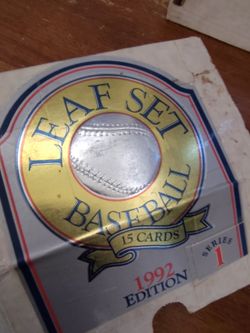 LEAF SET
BASEBALL
15 CARDS
1992
EDITION
SERIES
1